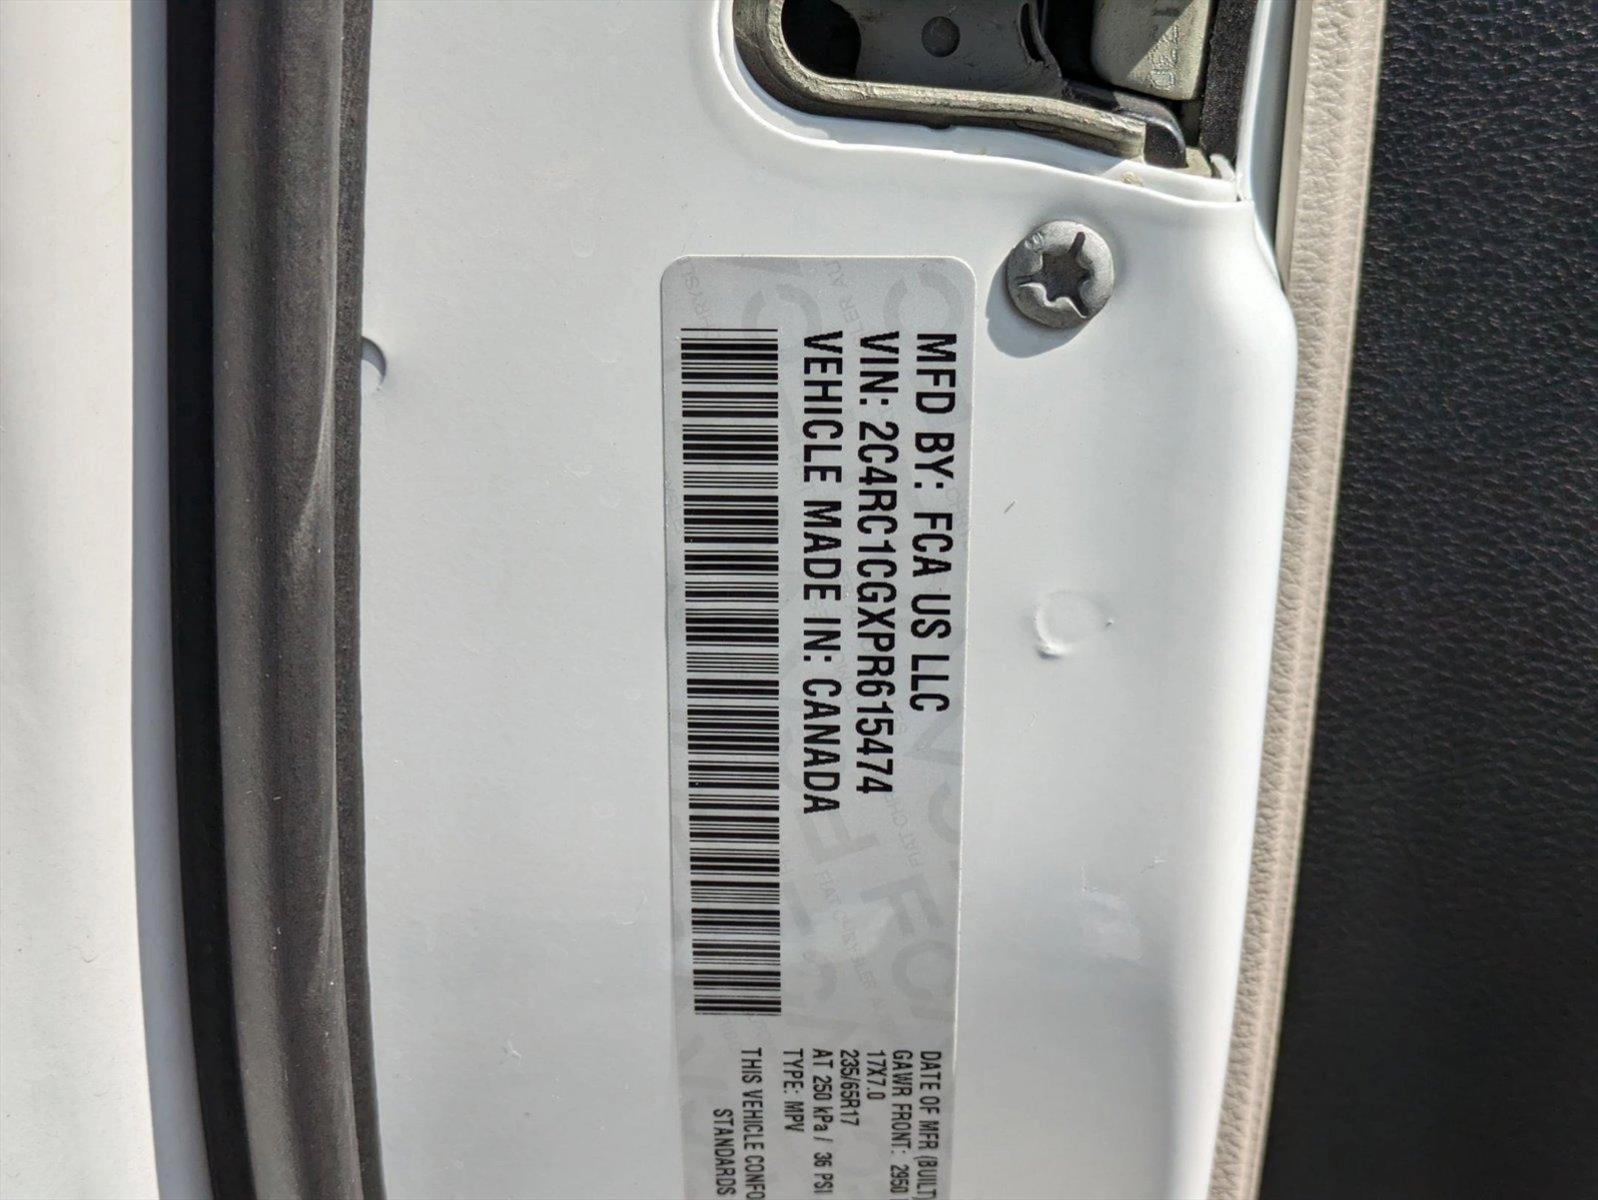 MFD BY: FCA US LLC
VIN: 2C4RC1CGXPR615474
VEHICLE MADE IN: CANADA
DATE OF MFR (BUILT)
GAWR FRONT: 2950
17X7.0
235/65R17
AT 250 kPa / 36 PSI
TYPE: MPV
THIS VEHICLE CONFO
STANDARDS